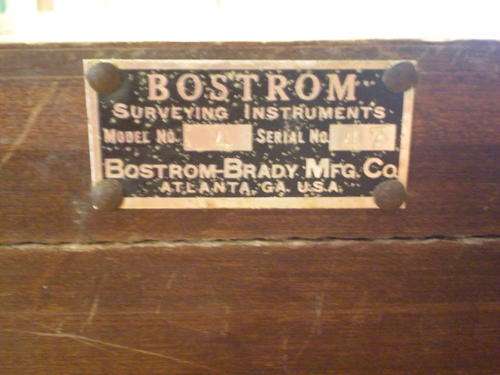 BOSTROM
SURVEYING INSTRUMENTS
MODEL NO. SERIAL NO.
BOSTROM-BRADY MFG. CO.
ATLANTA, GA. U.S.A.